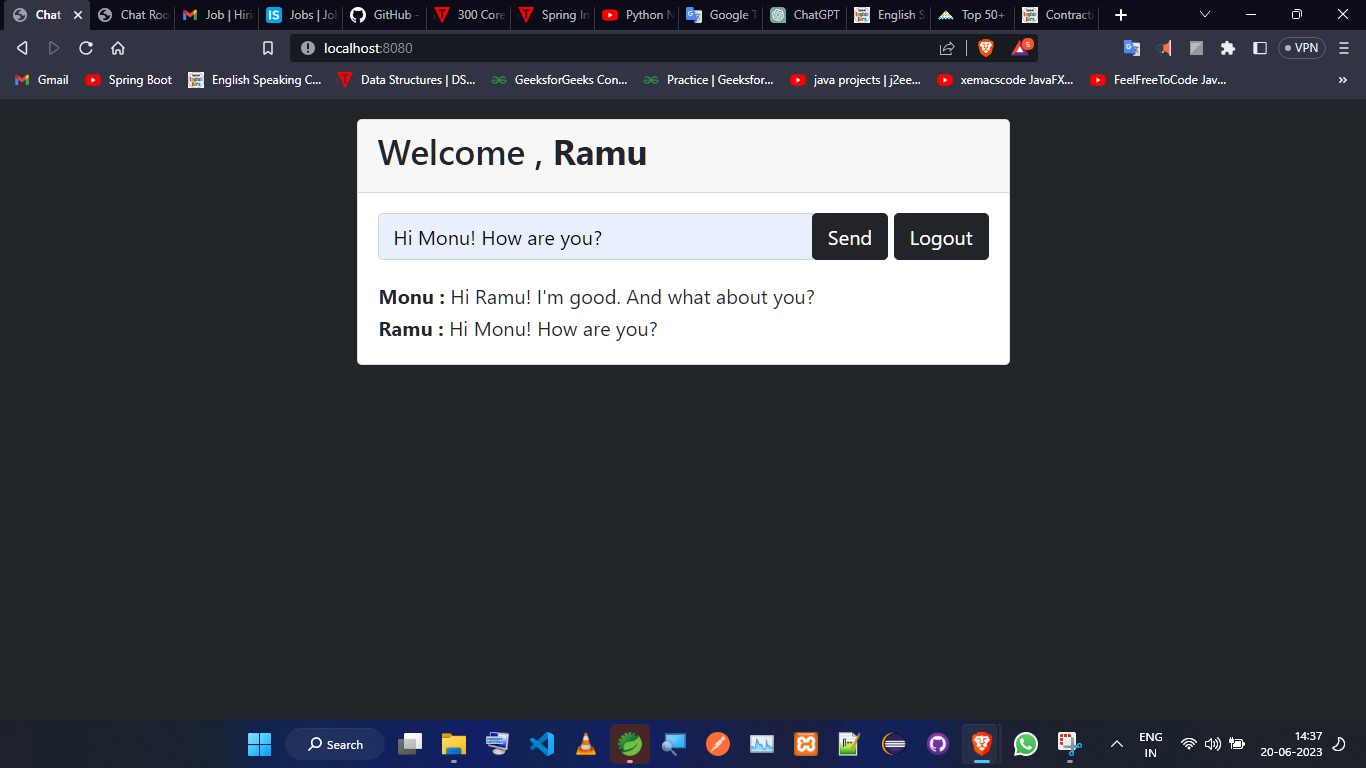 Chat
Chat Roo
Job | Hiri
Jobs | Jo
GitHub -
300 Core
Spring In
Python N
Google T
ChatGPT
English S
Top 50+
Contract
localhost:8080
5
VPN
Gmail
Spring Boot
English Speaking C...
Data Structures | DS...
GeeksforGeeks Con...
Practice | Geeksfor...
java projects | j2ee...
xemacscode JavaFX...
FeelFreeToCode Jav...
Welcome , Ramu
Hi Monu! How are you?
Send
Logout
Monu : Hi Ramu! I'm good. And what about you?
Ramu : Hi Monu! How are you?
Search
ENG
IN
14:37
20-06-2023